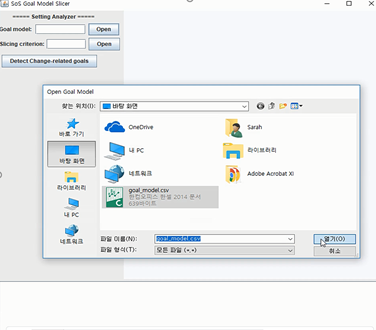 SoS Goal Model Slicer
===== Setting Analyzer =====
Goal model:
Open
Slicing criterion:
Open
Detect Change-related goals
Open Goal Model
찾는 위치(I):
바탕 화면
바로 가기
바탕 화면
라이브러리
내 PC
네트워크
OneDrive
Sarah
내 PC
라이브러리
네트워크
Adobe Acrobat XI
goal_model.csv
한컴오피스 한셀 2014 문서
638바이트
파일 이름(N):
goal_model.csv
열기(O)
파일 형식(T):
모든 파일 (*.*)
취소